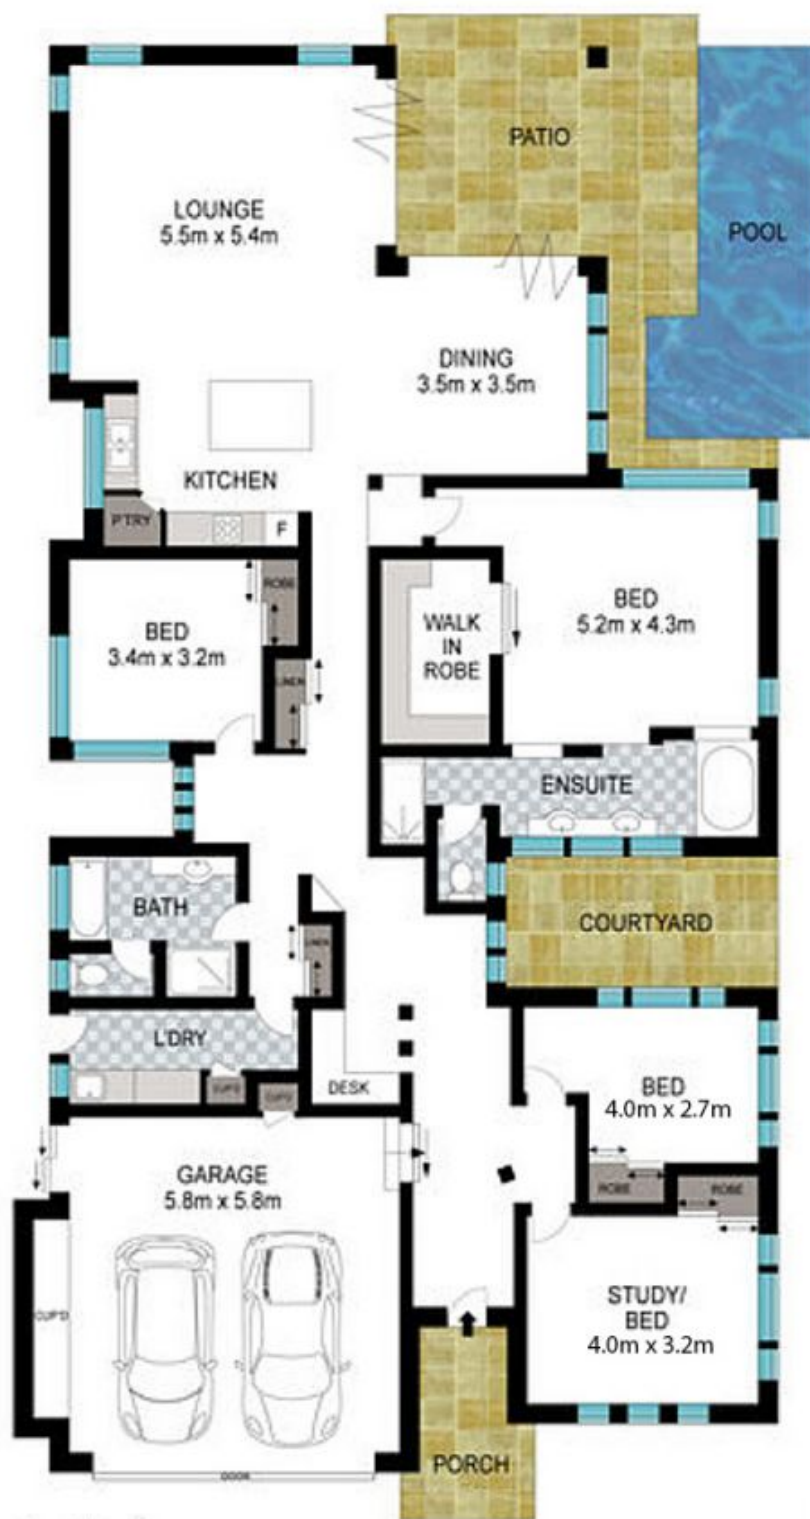 PATIO
LOUNGE
5.5m x 5.4m
POOL
DINING
3.5m x 3.5m
KITCHEN
P'TRY
F
ROBE
BED
3.4m x 3.2m
WALK
IN
ROBE
BED
5.2m x 4.3m
LINEN
ENSUITE
BATH
COURTYARD
LINEN
L'DRY
CUP'D
CUP'D
DESK
BED
4.0m x 2.7m
GARAGE
5.8m x 5.8m
ROBE
ROBE
CUP'D
STUDY/
BED
4.0m x 3.2m
PORCH
DOOR